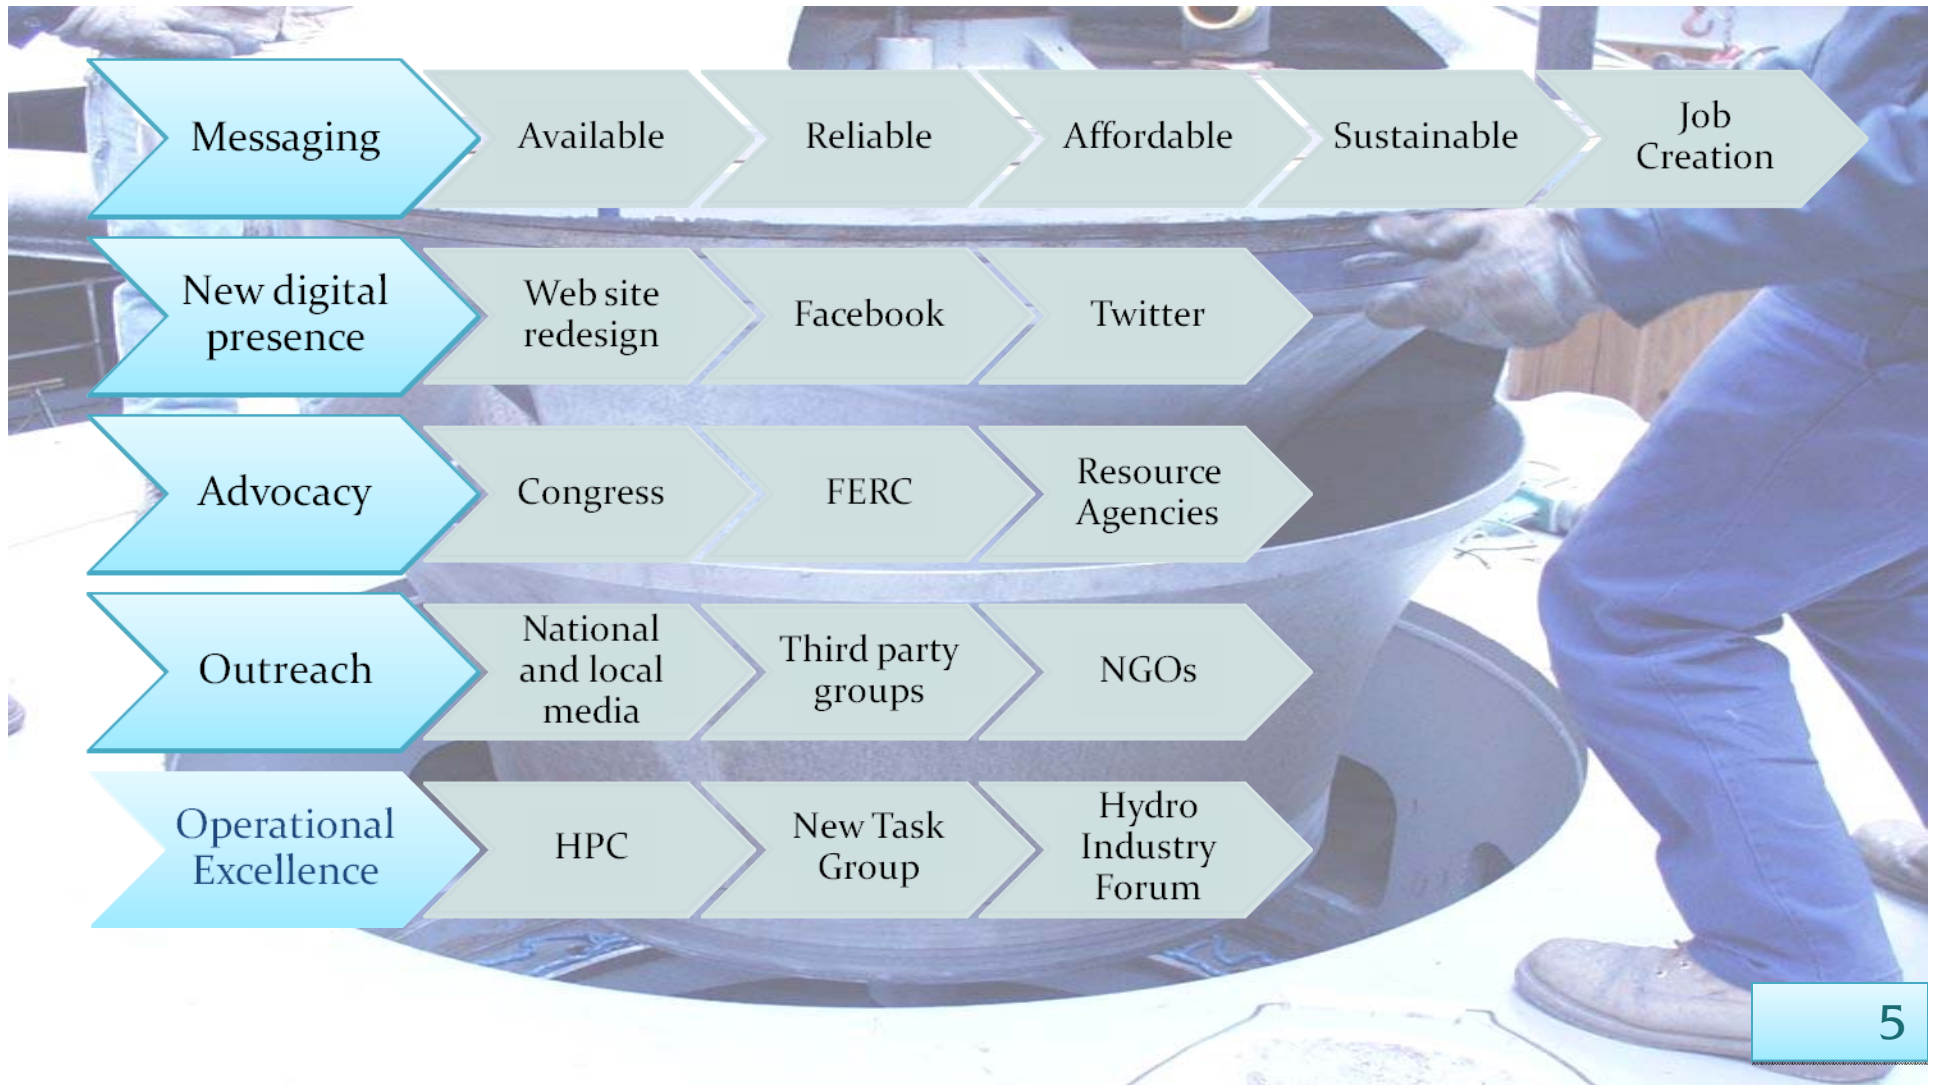 Messaging
Available
Reliable
Affordable
Sustainable
Job
Creation
New digital
presence
Web site
redesign
Facebook
Twitter
Advocacy
Congress
FERC
Resource
Agencies
Outreach
National
and local
media
Third party
groups
NGOs
Operational
Excellence
HPC
New Task
Group
Hydro
Industry
Forum
5